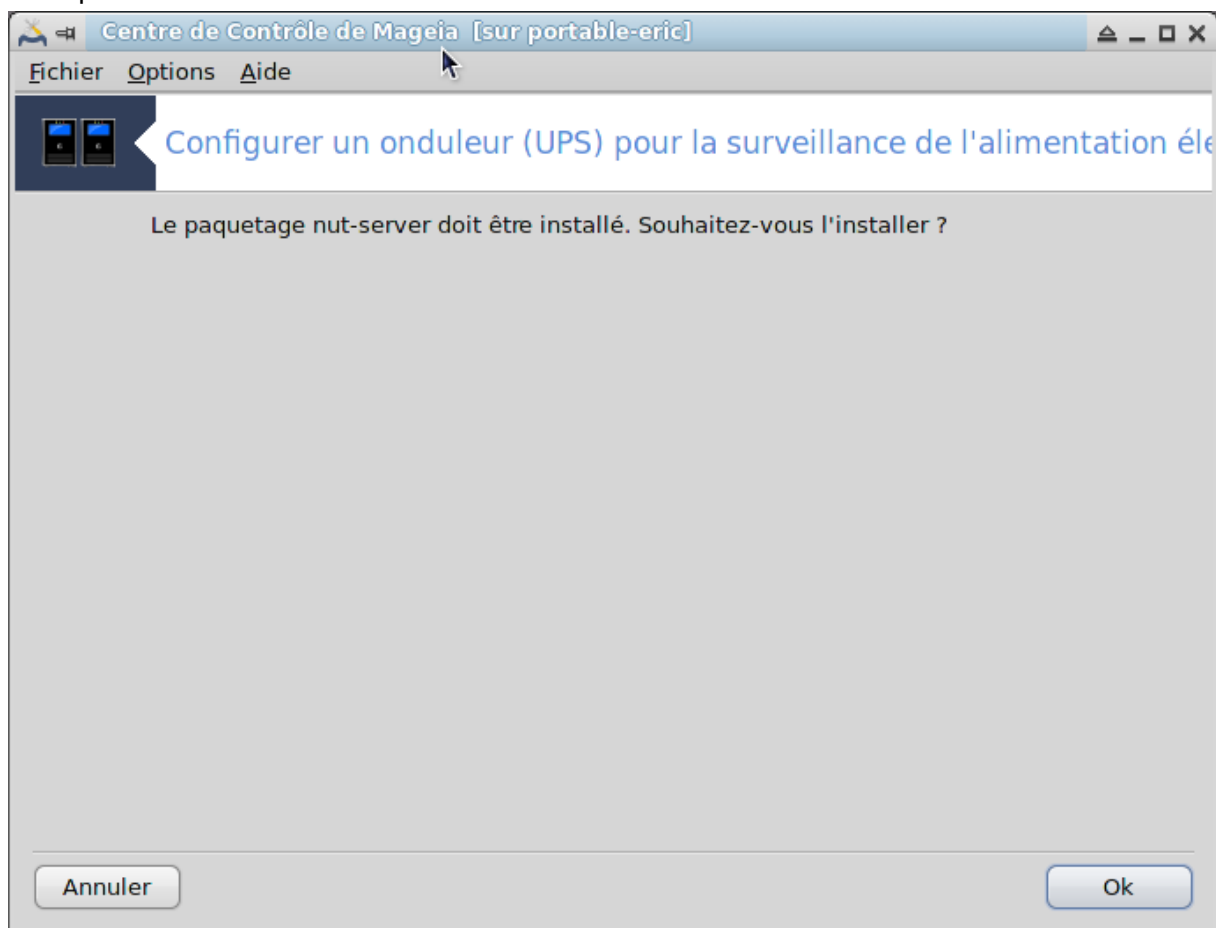 Centre de Contrôle de Mageia [sur portable-eric]
Fichier Options Aide
Configurer un onduleur (UPS) pour la surveillance de l'alimentation éle
Le paquetage nut-server doit être installé. Souhaitez-vous l'installer ?
Annuler Ok